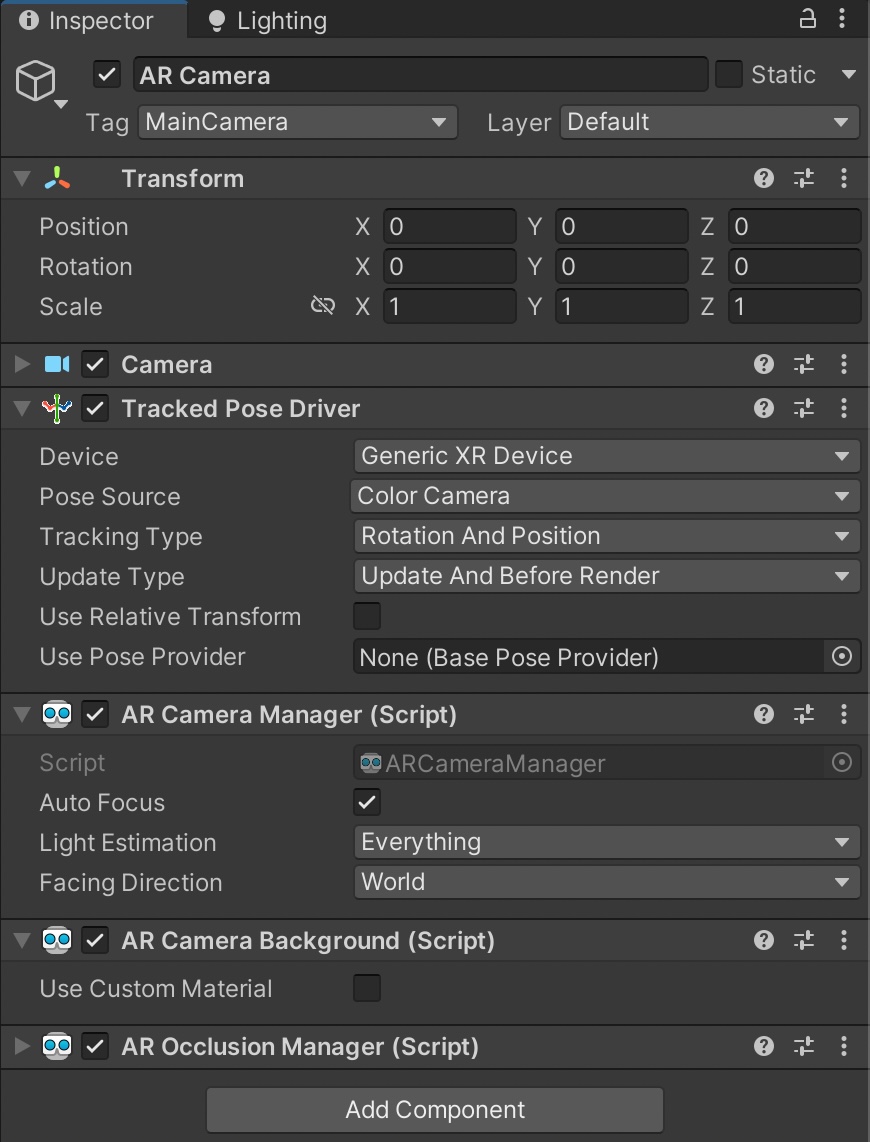 Inspector Lighting
AR Camera Static
Tag MainCamera Layer Default
Transform
Position X 0 Y 0 Z 0
Rotation X 0 Y 0 Z 0
Scale X 1 Y 1 Z 1
Camera
Tracked Pose Driver
Device Generic XR Device
Pose Source Color Camera
Tracking Type Rotation And Position
Update Type Update And Before Render
Use Relative Transform
Use Pose Provider None (Base Pose Provider)
AR Camera Manager (Script)
Script ARCameraManager
Auto Focus
Light Estimation Everything
Facing Direction World
AR Camera Background (Script)
Use Custom Material
AR Occlusion Manager (Script)
Add Component